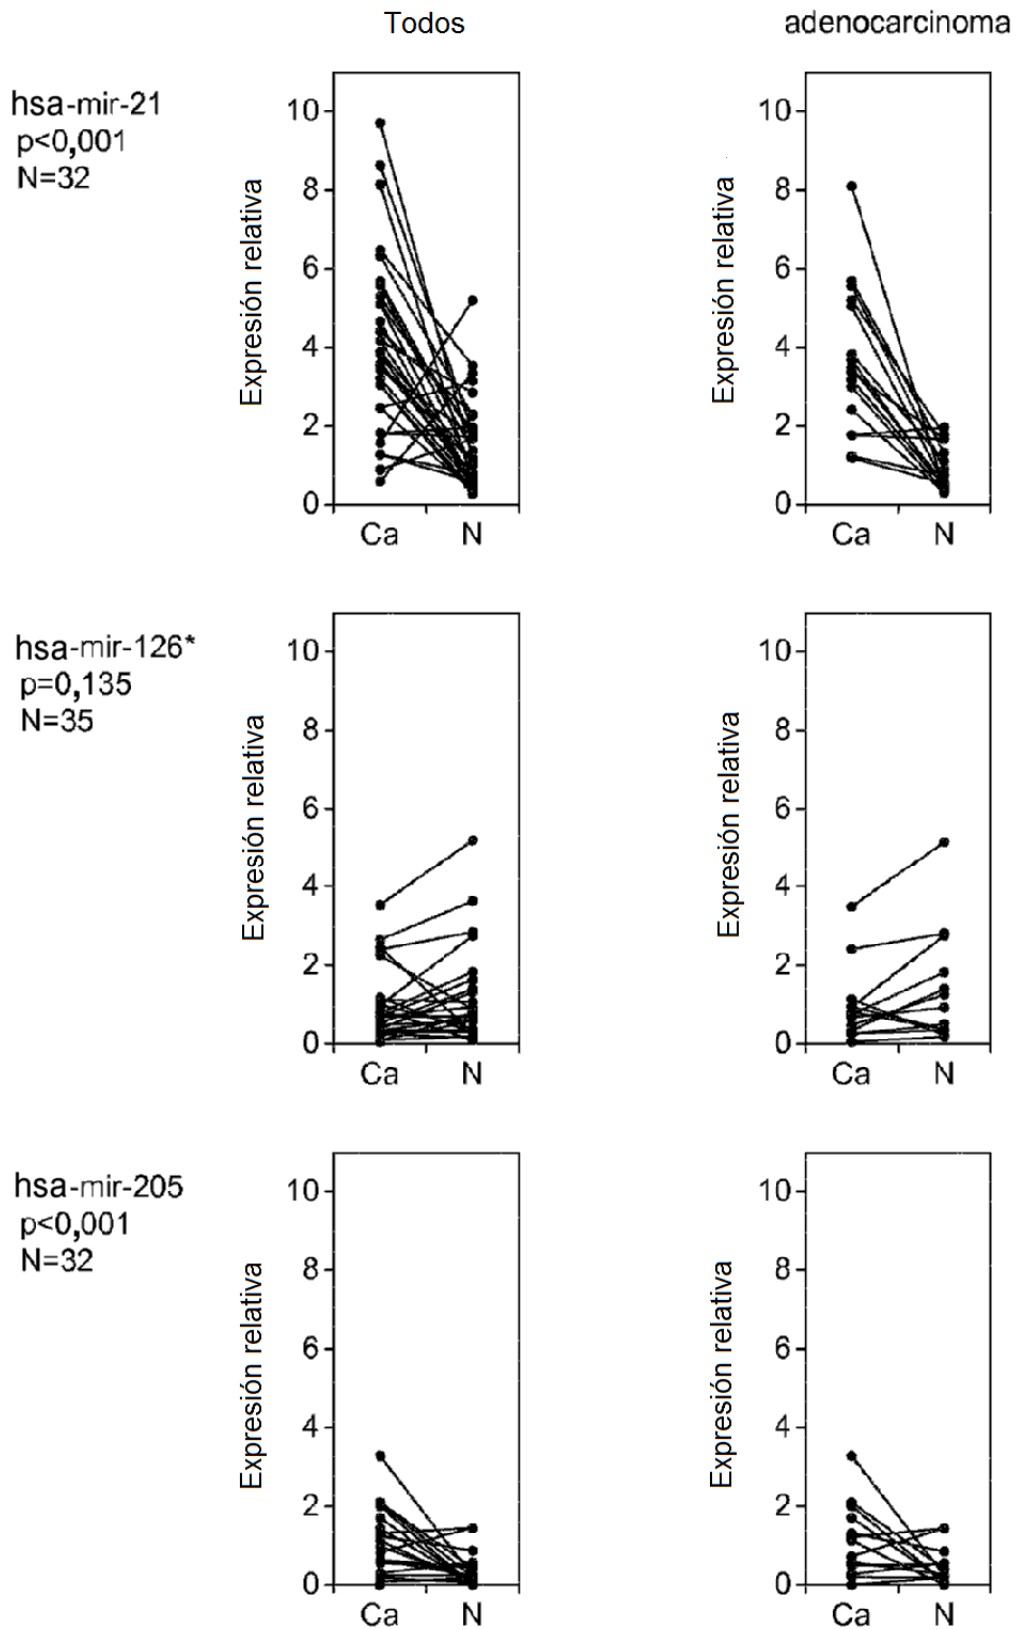 Todos
adenocarcinoma
hsa-mir-21
p<0,001
N=32
Expresión relativa
10
8
6
4
2
0
Ca N
Expresión relativa
10
8
6
4
2
0
Ca N
hsa-mir-126*
p=0,135
N=35
Expresión relativa
10
8
6
4
2
0
Ca N
Expresión relativa
10
8
6
4
2
0
Ca N
hsa-mir-205
p<0,001
N=32
Expresión relativa
10
8
6
4
2
0
Ca N
Expresión relativa
10
8
6
4
2
0
Ca N